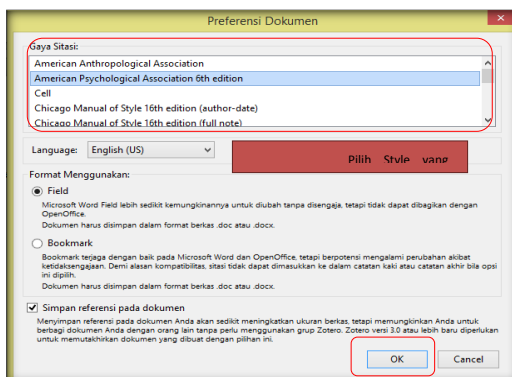 Preferensi Dokumen
Gaya Sitasi:
American Anthropological Association
American Psychological Association 6th edition
Cell
Chicago Manual of Style 16th edition (author-date)
Chicago Manual of Style 16th edition (full note)
Language: English (US)
Pilih Style yang
Format Menggunakan:
Field
Microsoft Word Field lebih sedikit kemungkinannya untuk diubah tanpa disengaja, tetapi tidak dapat dibagikan dengan
OpenOffice.
Dokumen harus disimpan dalam format berkas .doc atau .docx.
Bookmark
Bookmark terjaga dengan baik pada Microsoft Word dan OpenOffice, tetapi berpotensi mengalami perubahan akibat
ketidaksengajaan. Demi alasan kompatibilitas, sitasi tidak dapat dimasukkan ke dalam catatan kaki atau catatan akhir bila opsi
ini dipilih.
Dokumen harus disimpan dalam format berkas .doc atau .docx.
Simpan referensi pada dokumen
Menyimpan referensi pada dokumen Anda akan sedikit meningkatkan ukuran berkas, tetapi memungkinkan Anda untuk
berbagi dokumen Anda dengan orang lain tanpa perlu menggunakan grup Zotero. Zotero versi 3.0 atau lebih baru diperlukan
untuk memutakhirkan dokumen yang dibuat dengan pilihan ini.
OK Cancel